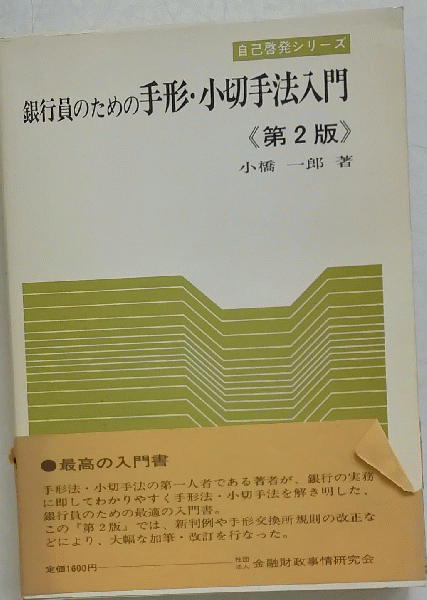 自己啓発シリーズ
銀行員のための手形・小切手法入門
《第2版》
小橋 一郎 著
●最高の入門書
手形法・小切手法の第一人者である著者が、銀行の実務
に即してわかりやすく手形法・小切手法を解き明した、
銀行員のための最適の入門書。
この『第2版』では、新判例や手形交換所規則の改正な
どにより、大幅な加筆・改訂を行なった。
定価1600円 社団法人 金融財政事情研究会